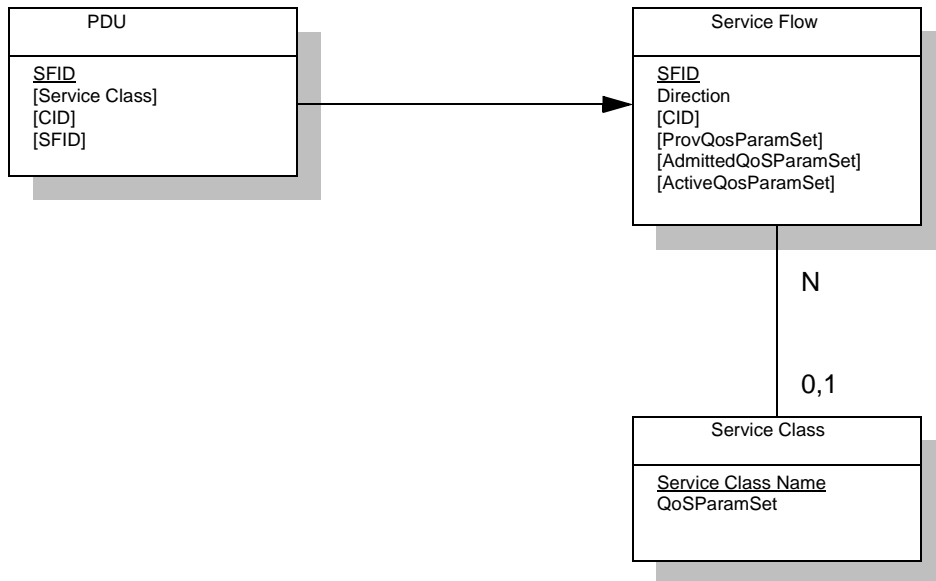 PDU
SFID
[Service Class]
[CID]
[SFID]
Service Flow
SFID
Direction
[CID]
[ProvQosParamSet]
[AdmittedQoSParamSet]
[ActiveQosParamSet]
N
0,1
Service Class
Service Class Name
QoSParamSet